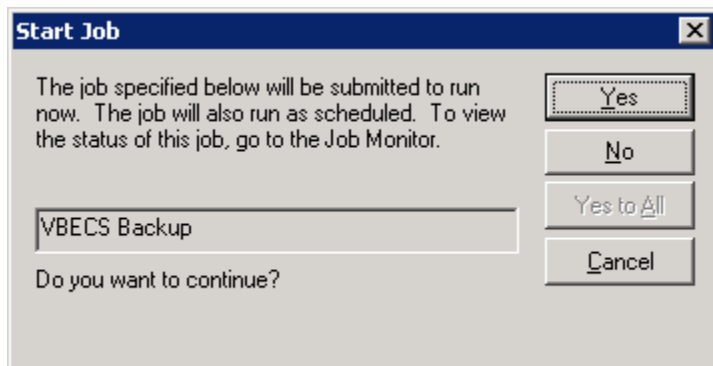 Start Job
The job specified below will be submitted to run
now. The job will also run as scheduled. To view
the status of this job, go to the Job Monitor.
VBECS Backup
Do you want to continue?
Yes
No
Yes to All
Cancel